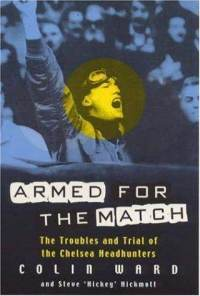 ARMED FOR
THE MATCH
The Troubles and Trial of
the Chelsea Headhunters
COLIN WARD
and Steve 'Hickey' Hickmott